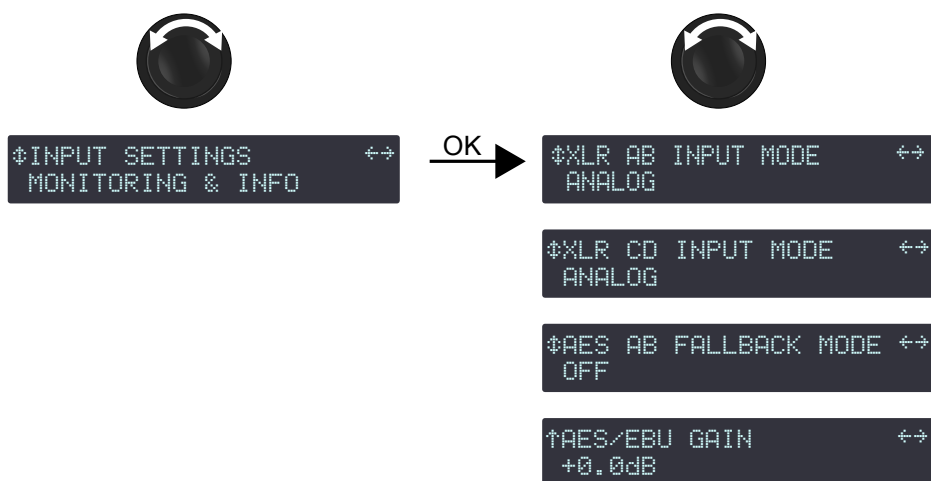 ↕INPUT SETTINGS ↔
MONITORING & INFO
OK
↕XLR AB INPUT MODE ↔
ANALOG
↕XLR CD INPUT MODE ↔
ANALOG
↕AES AB FALLBACK MODE ↔
OFF
↑AES/EBU GAIN ↔
+0.0dB